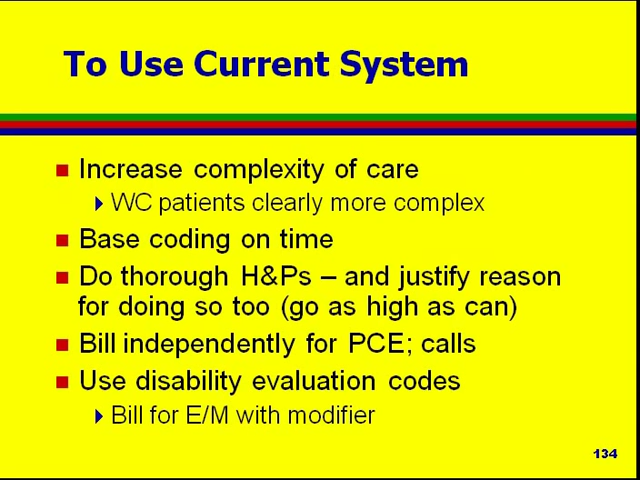 To Use Current System
Increase complexity of care
WC patients clearly more complex
Base coding on time
Do thorough H&Ps – and justify reason
for doing so too (go as high as can)
Bill independently for PCE; calls
Use disability evaluation codes
Bill for E/M with modifier
134